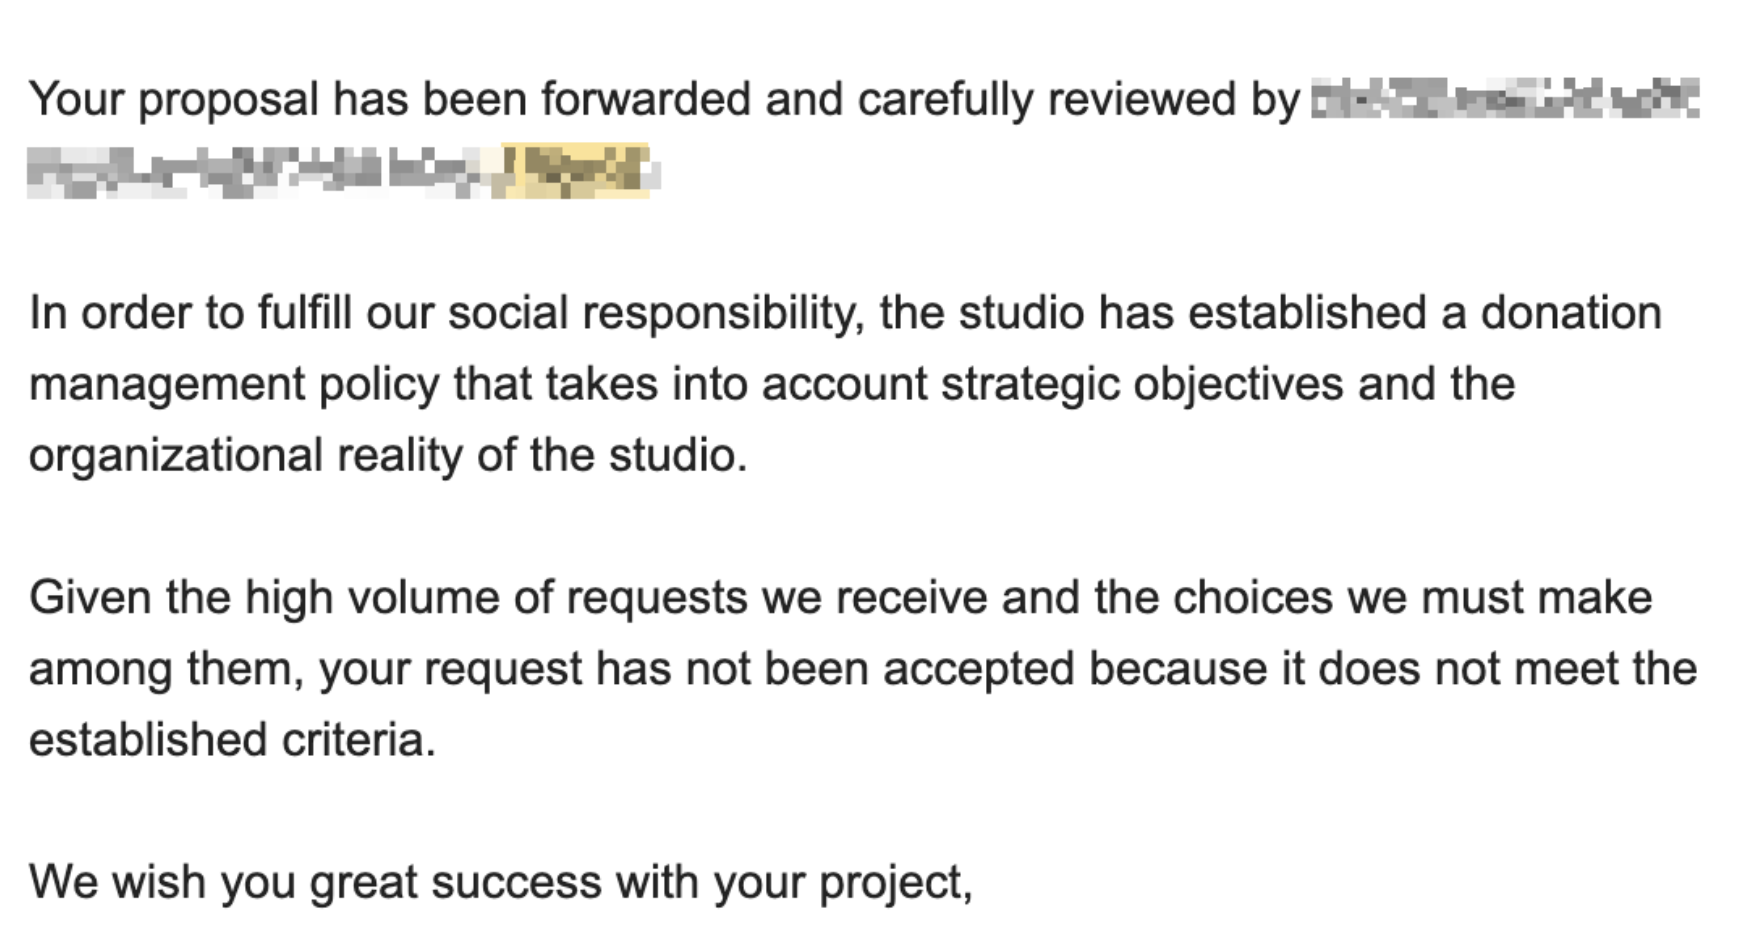 Your proposal has been forwarded and carefully reviewed by
In order to fulfill our social responsibility, the studio has established a donation
management policy that takes into account strategic objectives and the
organizational reality of the studio.
Given the high volume of requests we receive and the choices we must make
among them, your request has not been accepted because it does not meet the
established criteria.
We wish you great success with your project,